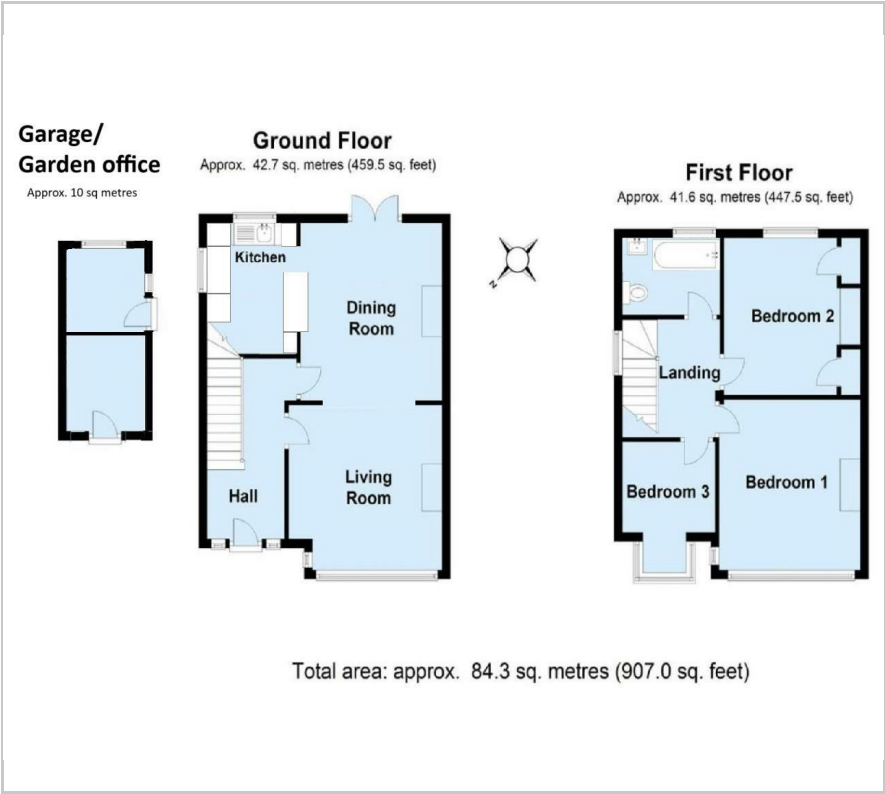 Garage/
Garden office
Approx. 10 sq metres
Ground Floor
Approx. 42.7 sq. metres (459.5 sq. feet)
Kitchen
Dining
Room
Living
Room
Hall
N
First Floor
Approx. 41.6 sq. metres (447.5 sq. feet)
Bedroom 2
Landing
Bedroom 3
Bedroom 1
Total area: approx. 84.3 sq. metres (907.0 sq. feet)